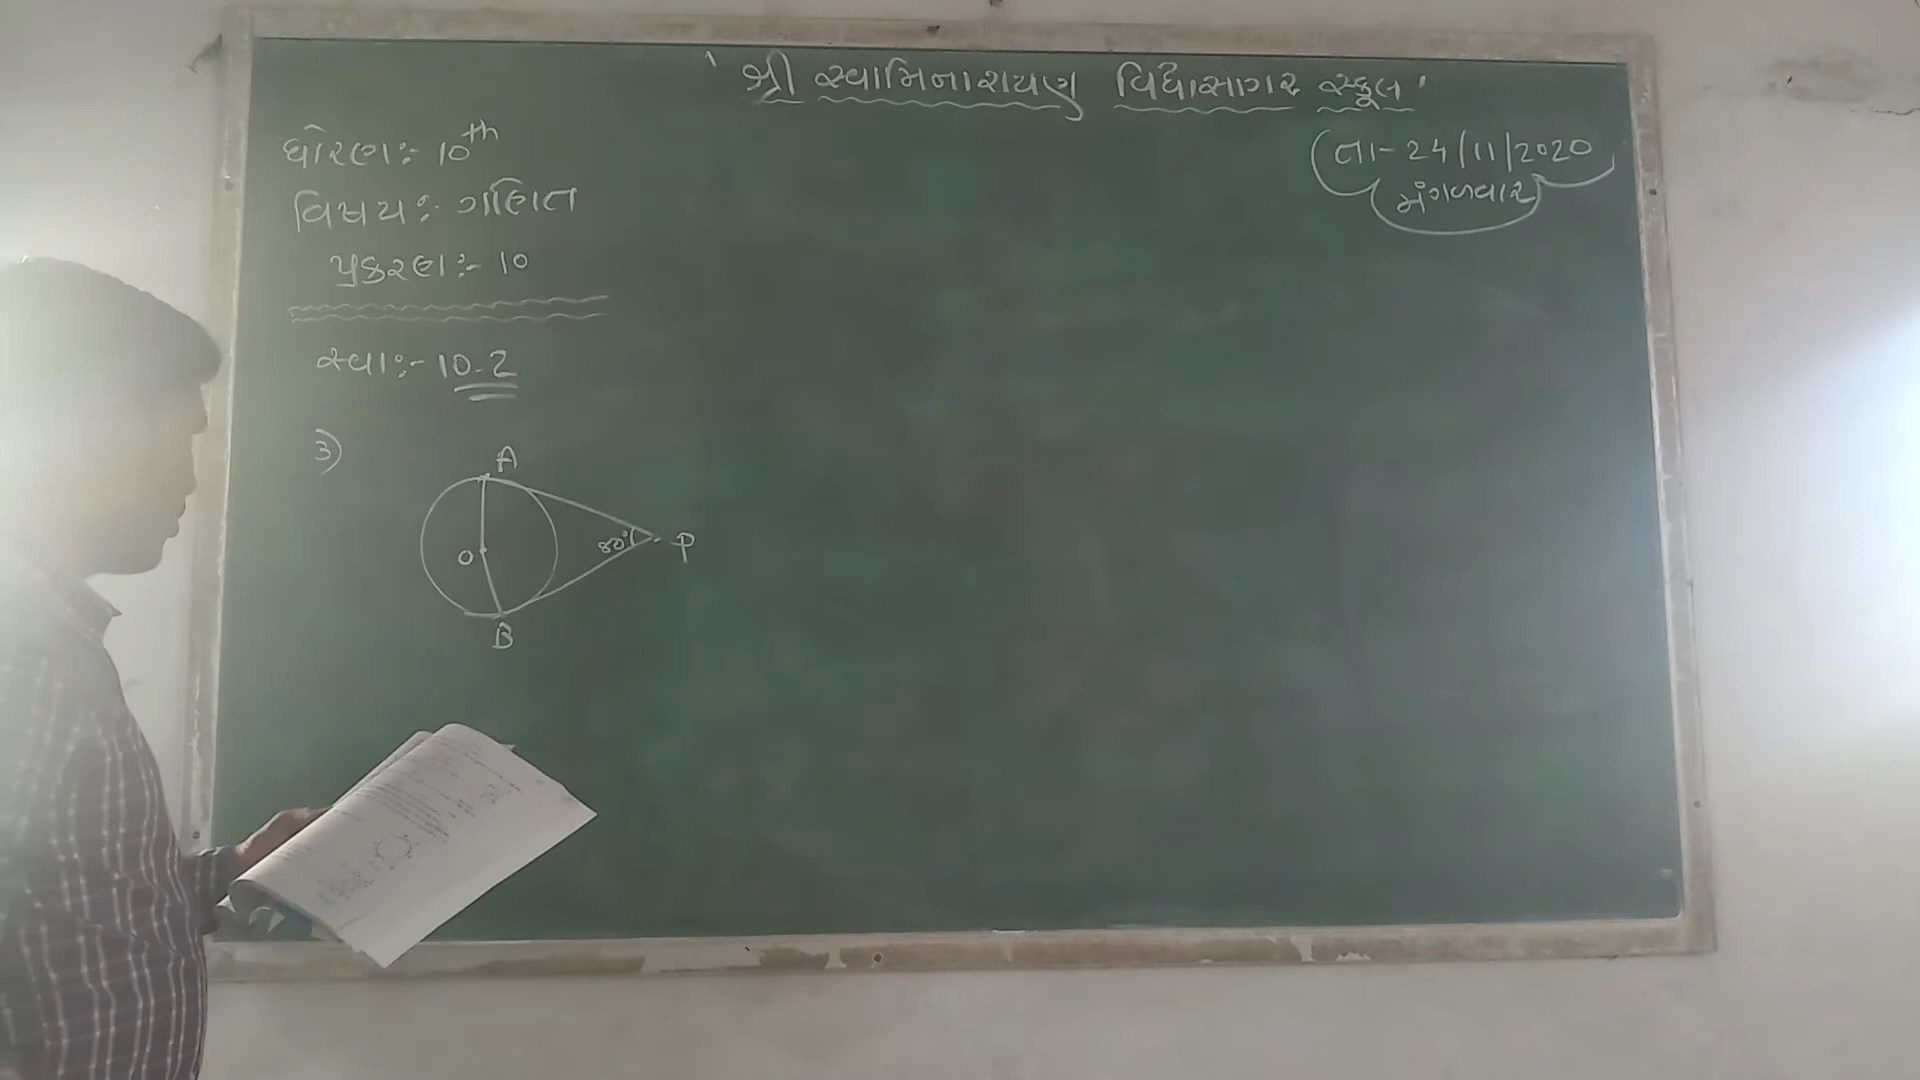 ' શ્રી સ્વામિનારાયણ વિદ્યાસાગર સ્કૂલ '
તા- 24/11/2020
મંગળવાર
ધોરણ:- 10th
વિષય:- ગણિત
પ્રકરણ:- 10
સ્વા:- 10.2
3)
A
O
80°
P
B